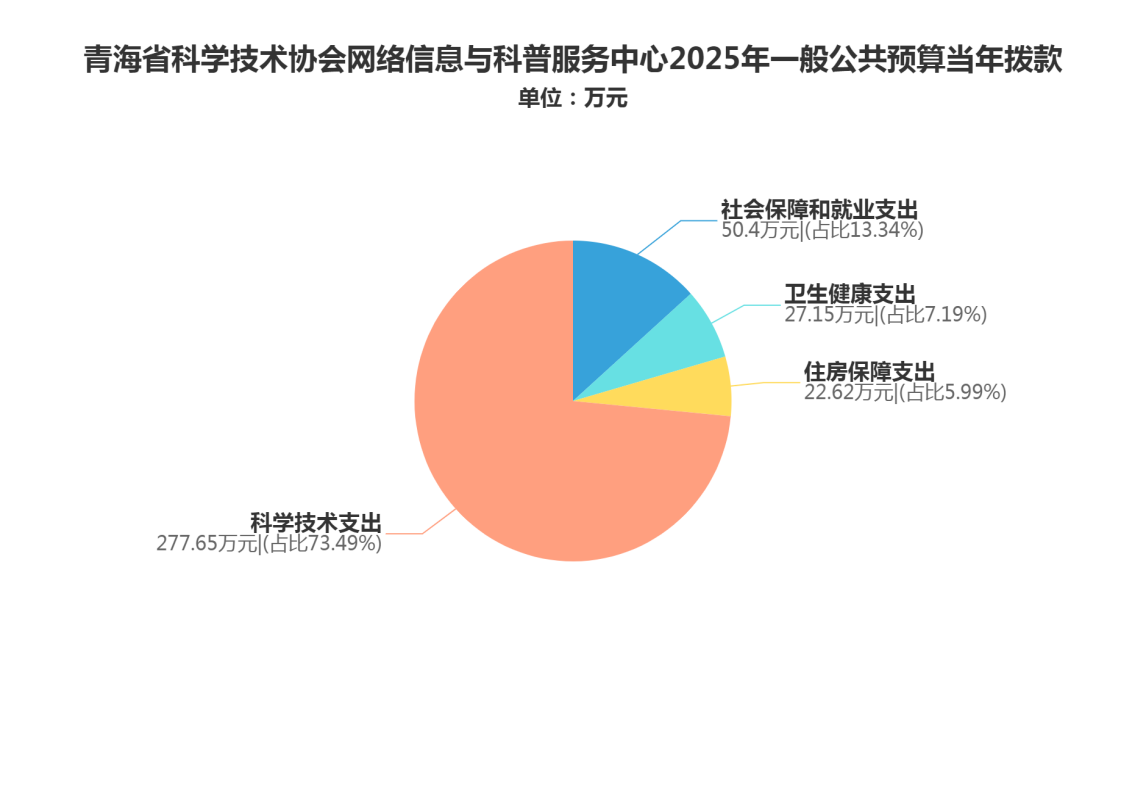 青海省科学技术协会网络信息与科普服务中心2025年一般公共预算当年拨款
单位：万元
社会保障和就业支出
50.4万元|(占比13.34%)
卫生健康支出
27.15万元|(占比7.19%)
住房保障支出
22.62万元|(占比5.99%)
科学技术支出
277.65万元|(占比73.49%)